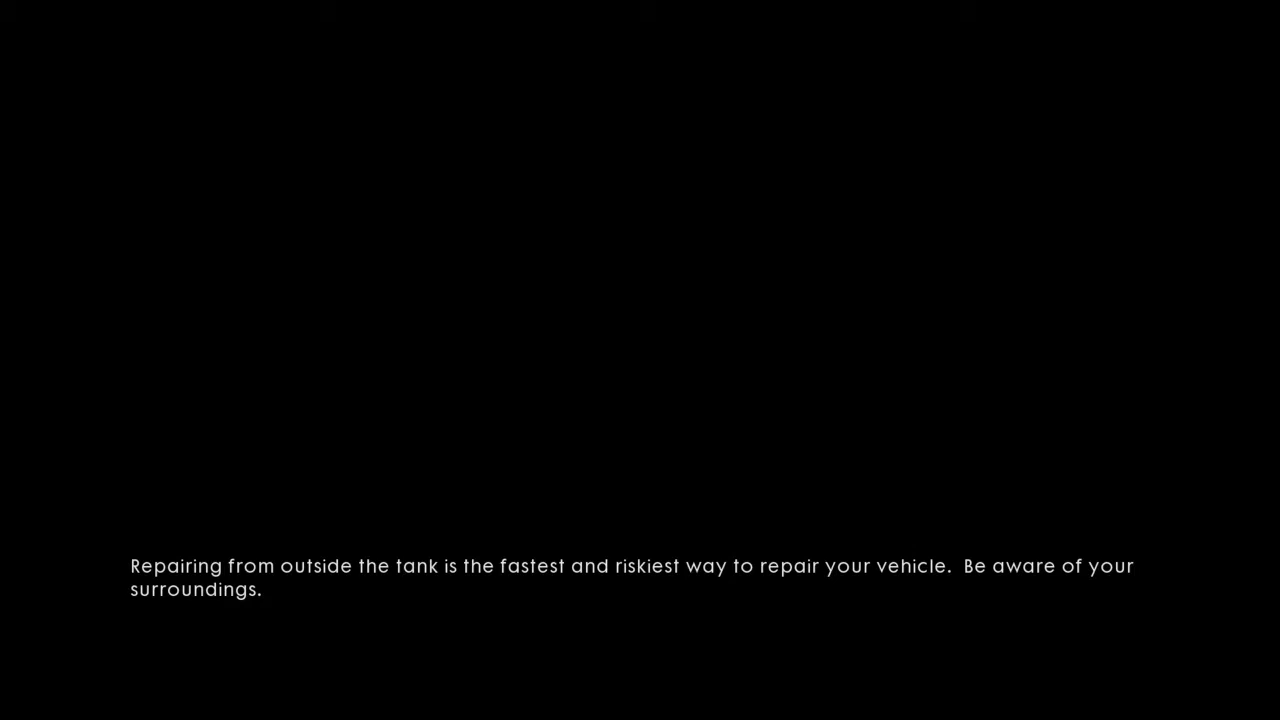 Repairing from outside the tank is the fastest and riskiest way to repair your vehicle.  Be aware of your
surroundings.